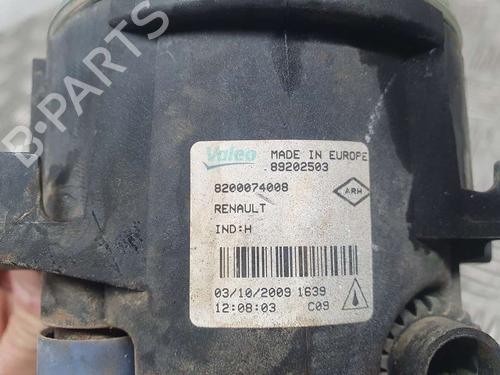 B-PARTS
Valeo MADE IN EUROPE
89202503
8200074008
RENAULT
ARH
IND:H
03/10/2009 1639
12:08:03 C09